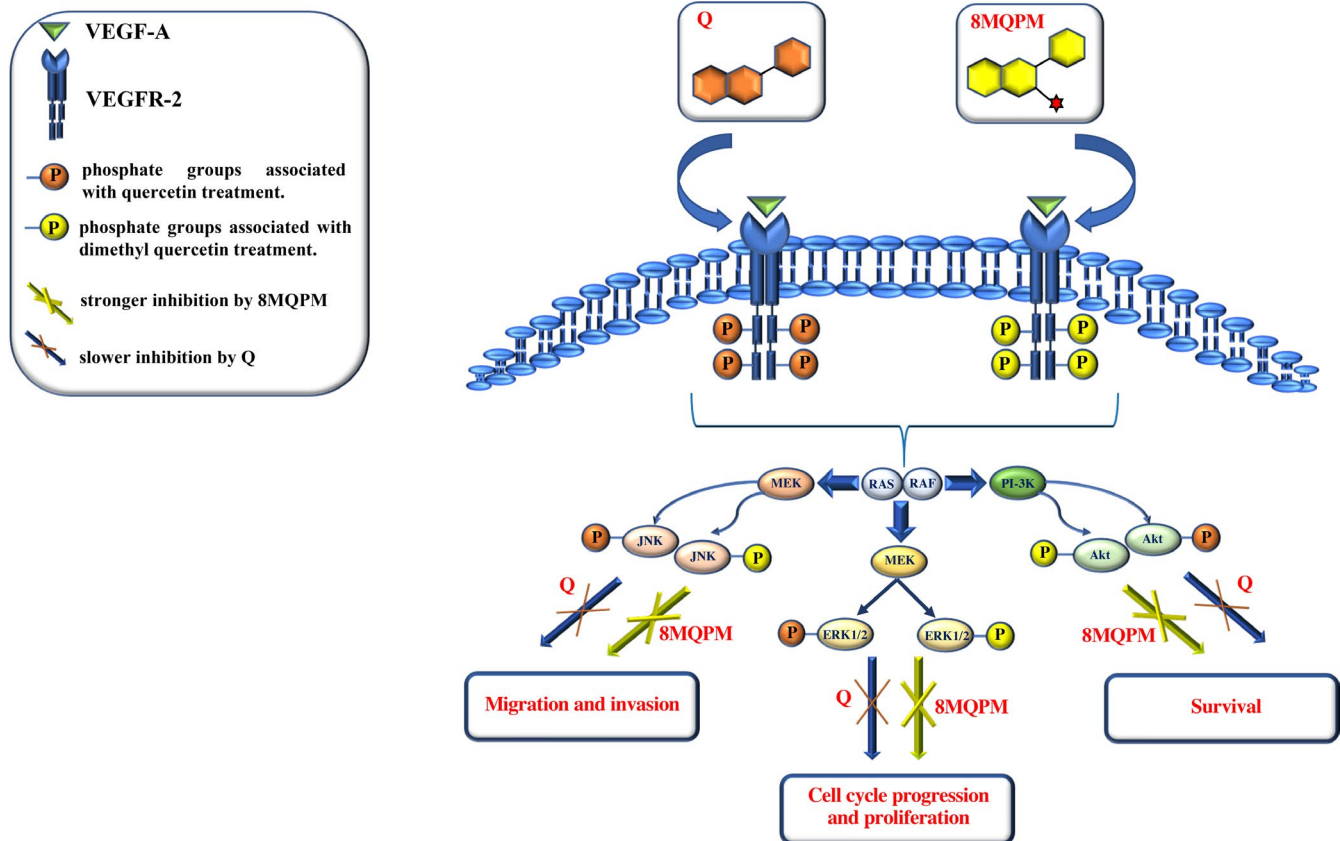 VEGF-A
VEGFR-2
P phosphate groups associated
with quercetin treatment.
P phosphate groups associated with
dimethyl quercetin treatment.
stronger inhibition by 8MQPM
slower inhibition by Q
Q
8MQPM
P P P P
P P P P
MEK RAS RAF PI-3K
P JNK
JNK P
Akt P
P Akt
MEK
Q
8MQPM
P ERK1/2 ERK1/2 P
8MQPM
Q
Migration and invasion
Q
8MQPM
Survival
Cell cycle progression
and proliferation